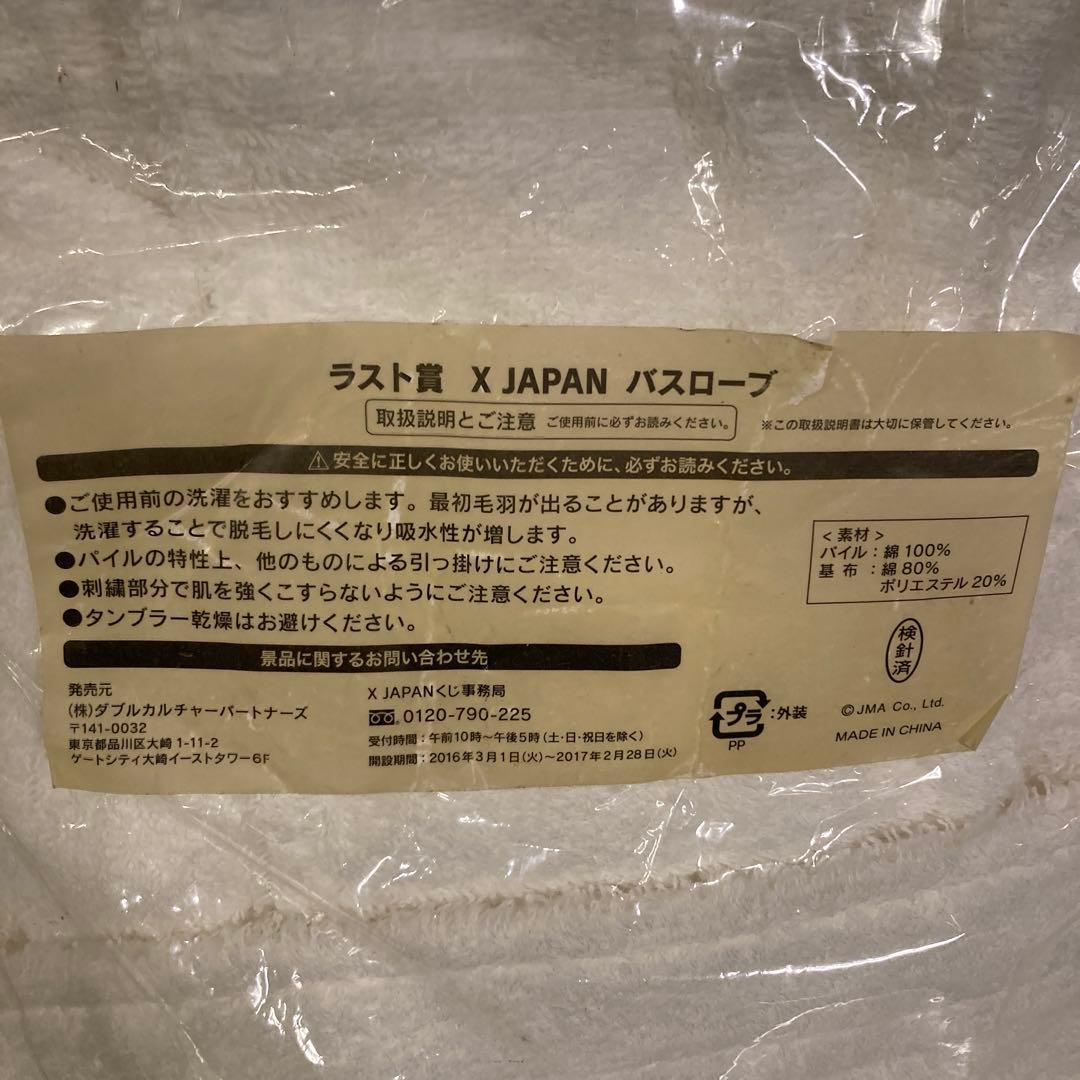 ラスト賞 X JAPAN バスローブ
取扱説明とご注意 ご使用前に必ずお読みください。
※この取扱説明書は大切に保管してください。
⚠安全に正しくお使いいただくために、必ずお読みください。
●ご使用前の洗濯をおすすめします。最初毛羽が出ることがありますが、
洗濯することで脱毛しにくくなり吸水性が増します。
●パイルの特性上、他のものによる引っ掛けにご注意ください。
●刺繍部分で肌を強くこすらないようにご注意ください。
●タンブラー乾燥はお避けください。
<素材>
パイル：綿100%
基布：綿80%
ポリエステル20%
検針済
景品に関するお問い合わせ先
発売元
(株)ダブルカルチャーパートナーズ
〒141-0032
東京都品川区大崎1-11-2
ゲートシティ大崎イーストタワー6F
X JAPANくじ事務局
0120-790-225
受付時間：午前10時～午後5時(土・日・祝日を除く)
開設期間：2016年3月1日(火)～2017年2月28日(火)
プラ：外装
PP
©JMA Co., Ltd.
MADE IN CHINA